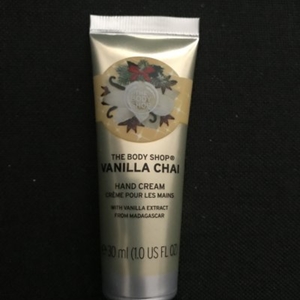 THE BODY SHOP®
VANILLA CHAI
HAND CREAM
CRÈME POUR LES MAINS
WITH VANILLA EXTRACT
FROM MADAGASCAR
℮30 ml (1.0 US FL OZ)